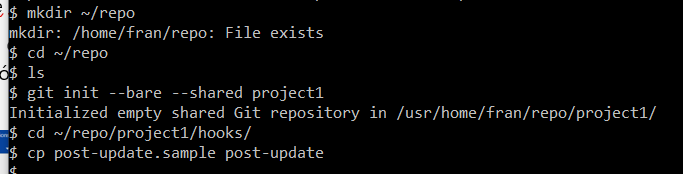 $ mkdir ~/repo
mkdir: /home/fran/repo: File exists
$ cd ~/repo
$ ls
$ git init --bare --shared project1
Initialized empty shared Git repository in /usr/home/fran/repo/project1/
$ cd ~/repo/project1/hooks/
$ cp post-update.sample post-update
$